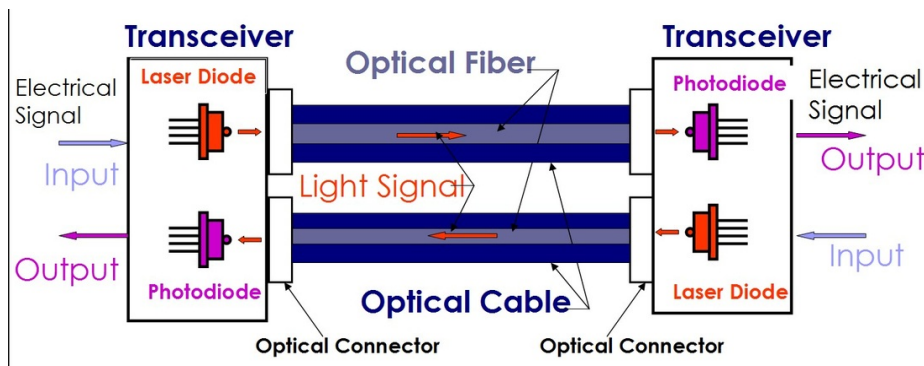 Transceiver
Transceiver
Optical Fiber
Laser Diode
Photodiode
Electrical
Signal
Electrical
Signal
Input
Output
Light Signal
Output
Input
Photodiode
Laser Diode
Optical Cable
Optical Connector
Optical Connector